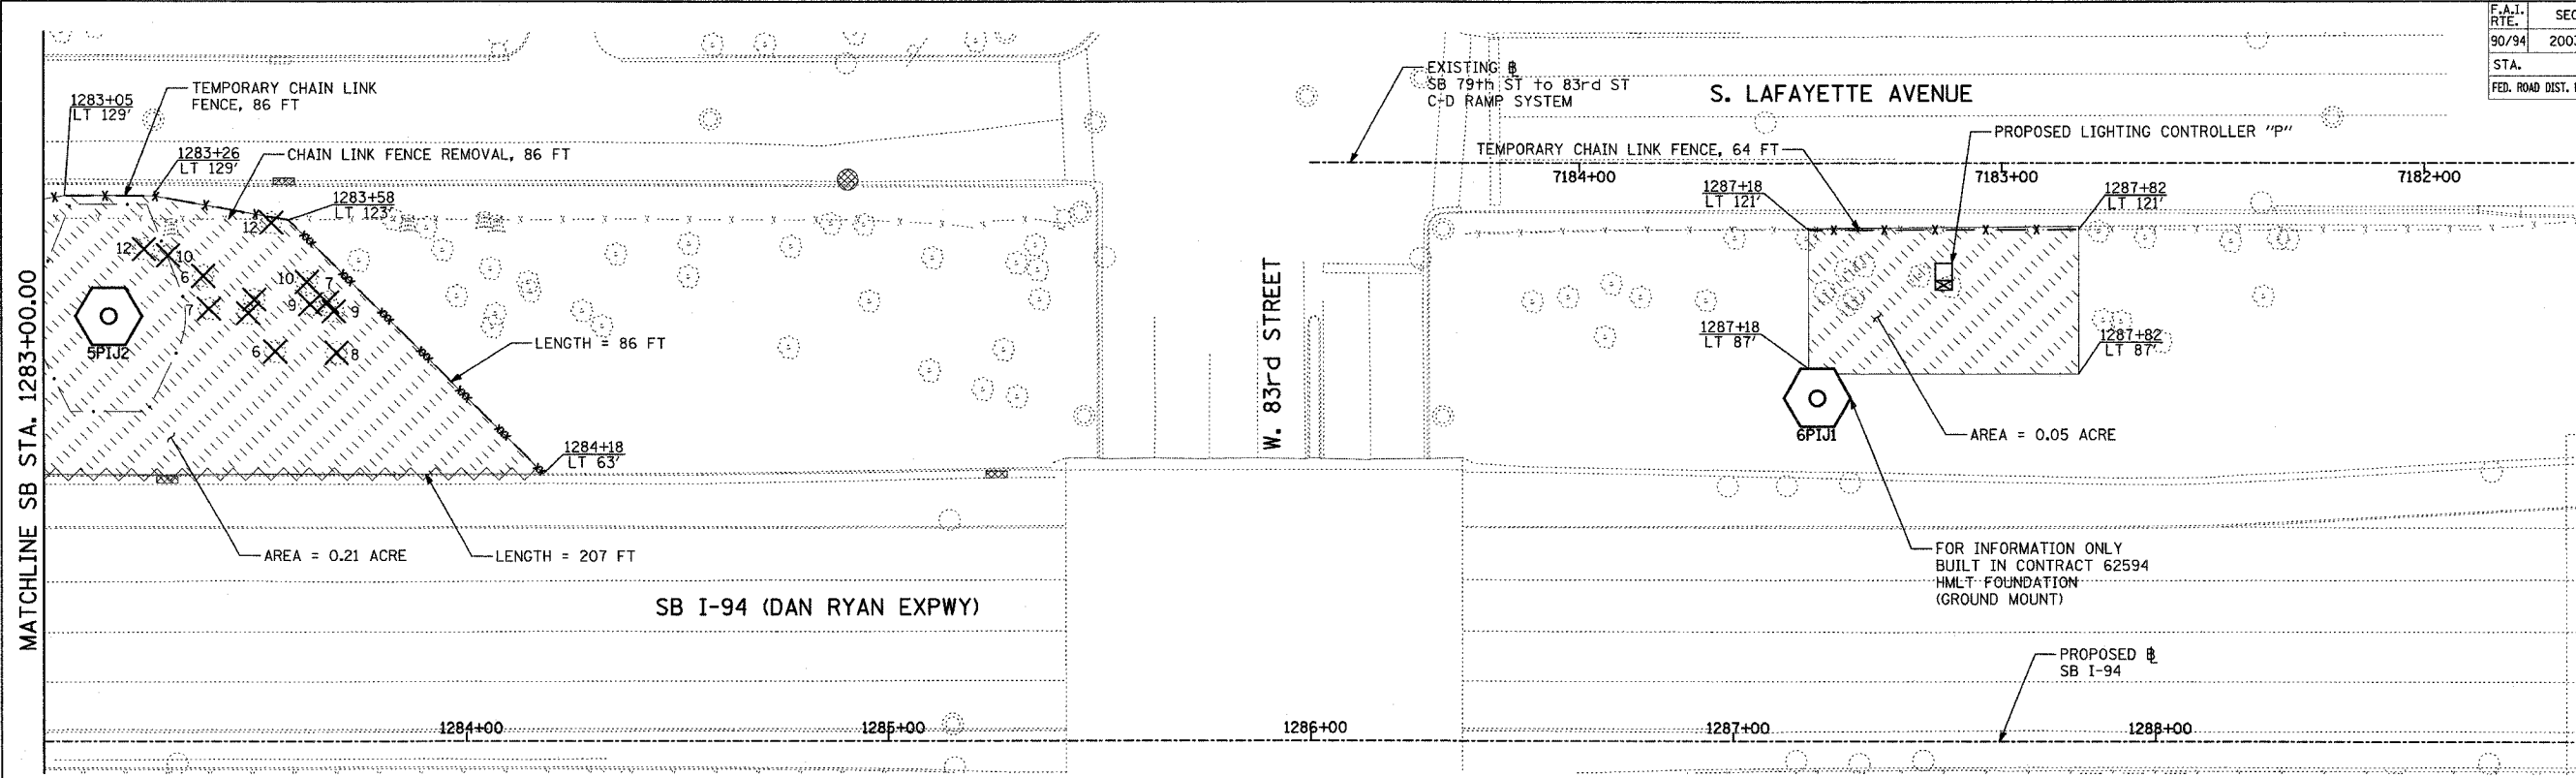 F.A.I.
RTE.
SEC
90/94
200
STA.
FED. ROAD DIST.
TEMPORARY CHAIN LINK
FENCE, 86 FT
1283+05
LT 129'
1283+26
LT 129'
CHAIN LINK FENCE REMOVAL, 86 FT
1283+58
LT 123'
12
12
10
6
7
10
7
9
9
6
8
5PIJ2
LENGTH = 86 FT
1284+18
LT 63'
AREA = 0.21 ACRE
LENGTH = 207 FT
MATCHLINE SB STA. 1283+00.00
SB I-94 (DAN RYAN EXPWY)
W. 83rd STREET
EXISTING ℄
SB 79th ST to 83rd ST
C-D RAMP SYSTEM
S. LAFAYETTE AVENUE
PROPOSED LIGHTING CONTROLLER "P"
TEMPORARY CHAIN LINK FENCE, 64 FT
7184+00
7183+00
7182+00
1287+18
LT 121'
1287+82
LT 121'
1287+18
LT 87'
1287+82
LT 87'
6PIJ1
AREA = 0.05 ACRE
FOR INFORMATION ONLY
BUILT IN CONTRACT 62594
HMLT FOUNDATION
(GROUND MOUNT)
PROPOSED ℄
SB I-94
1284+00
1285+00
1286+00
1287+00
1288+00